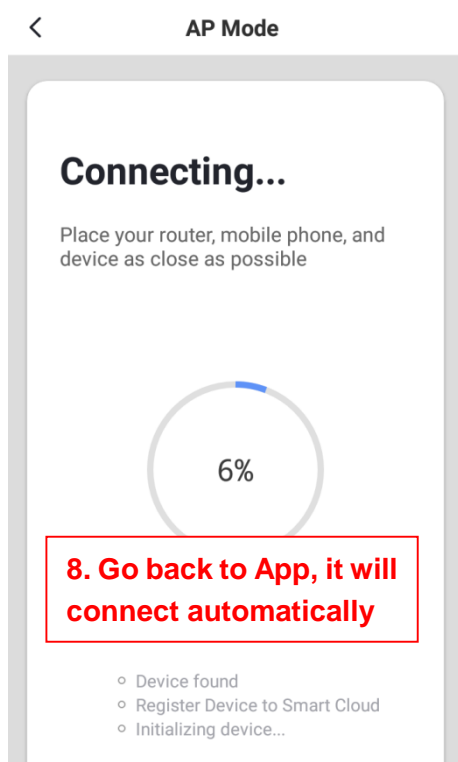 AP Mode
Connecting...
Place your router, mobile phone, and
device as close as possible
6%
8. Go back to App, it will
connect automatically
Device found
Register Device to Smart Cloud
Initializing device...